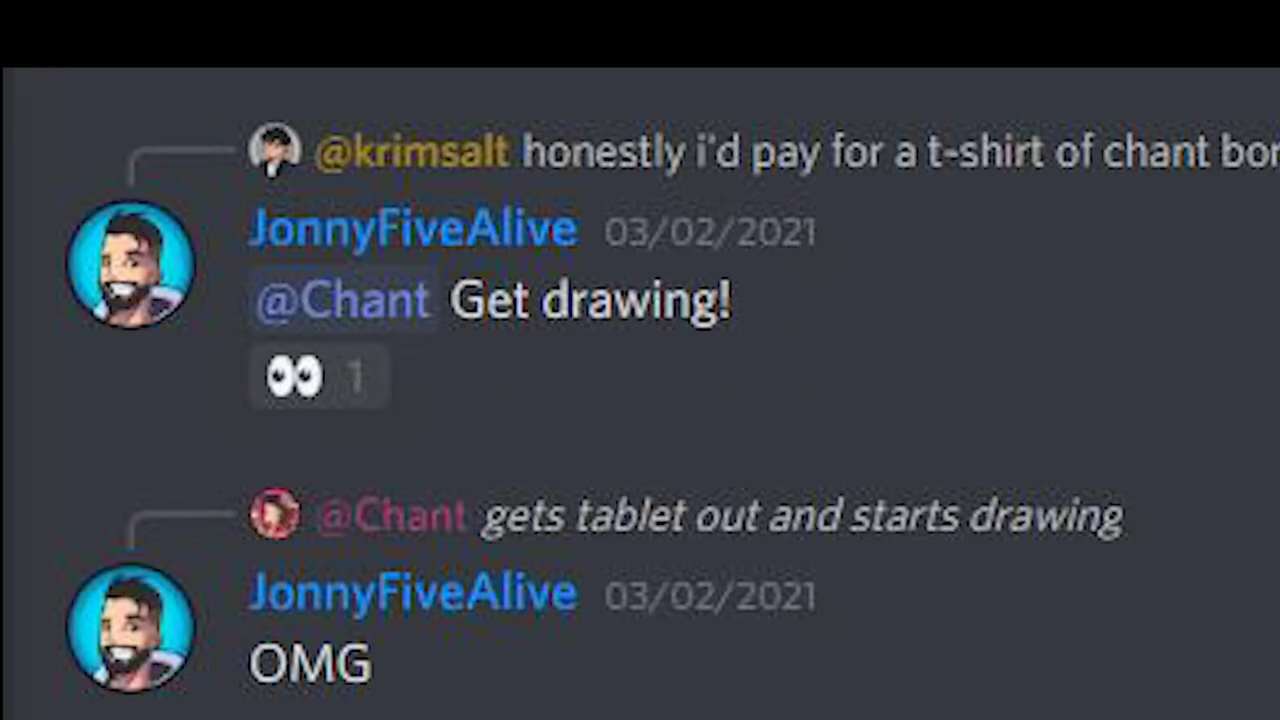 @krimsalt honestly i'd pay for a t-shirt of chant
JonnyFiveAlive 03/02/2021
@Chant Get drawing!
👀 1
@Chant gets tablet out and starts drawing
JonnyFiveAlive 03/02/2021
OMG